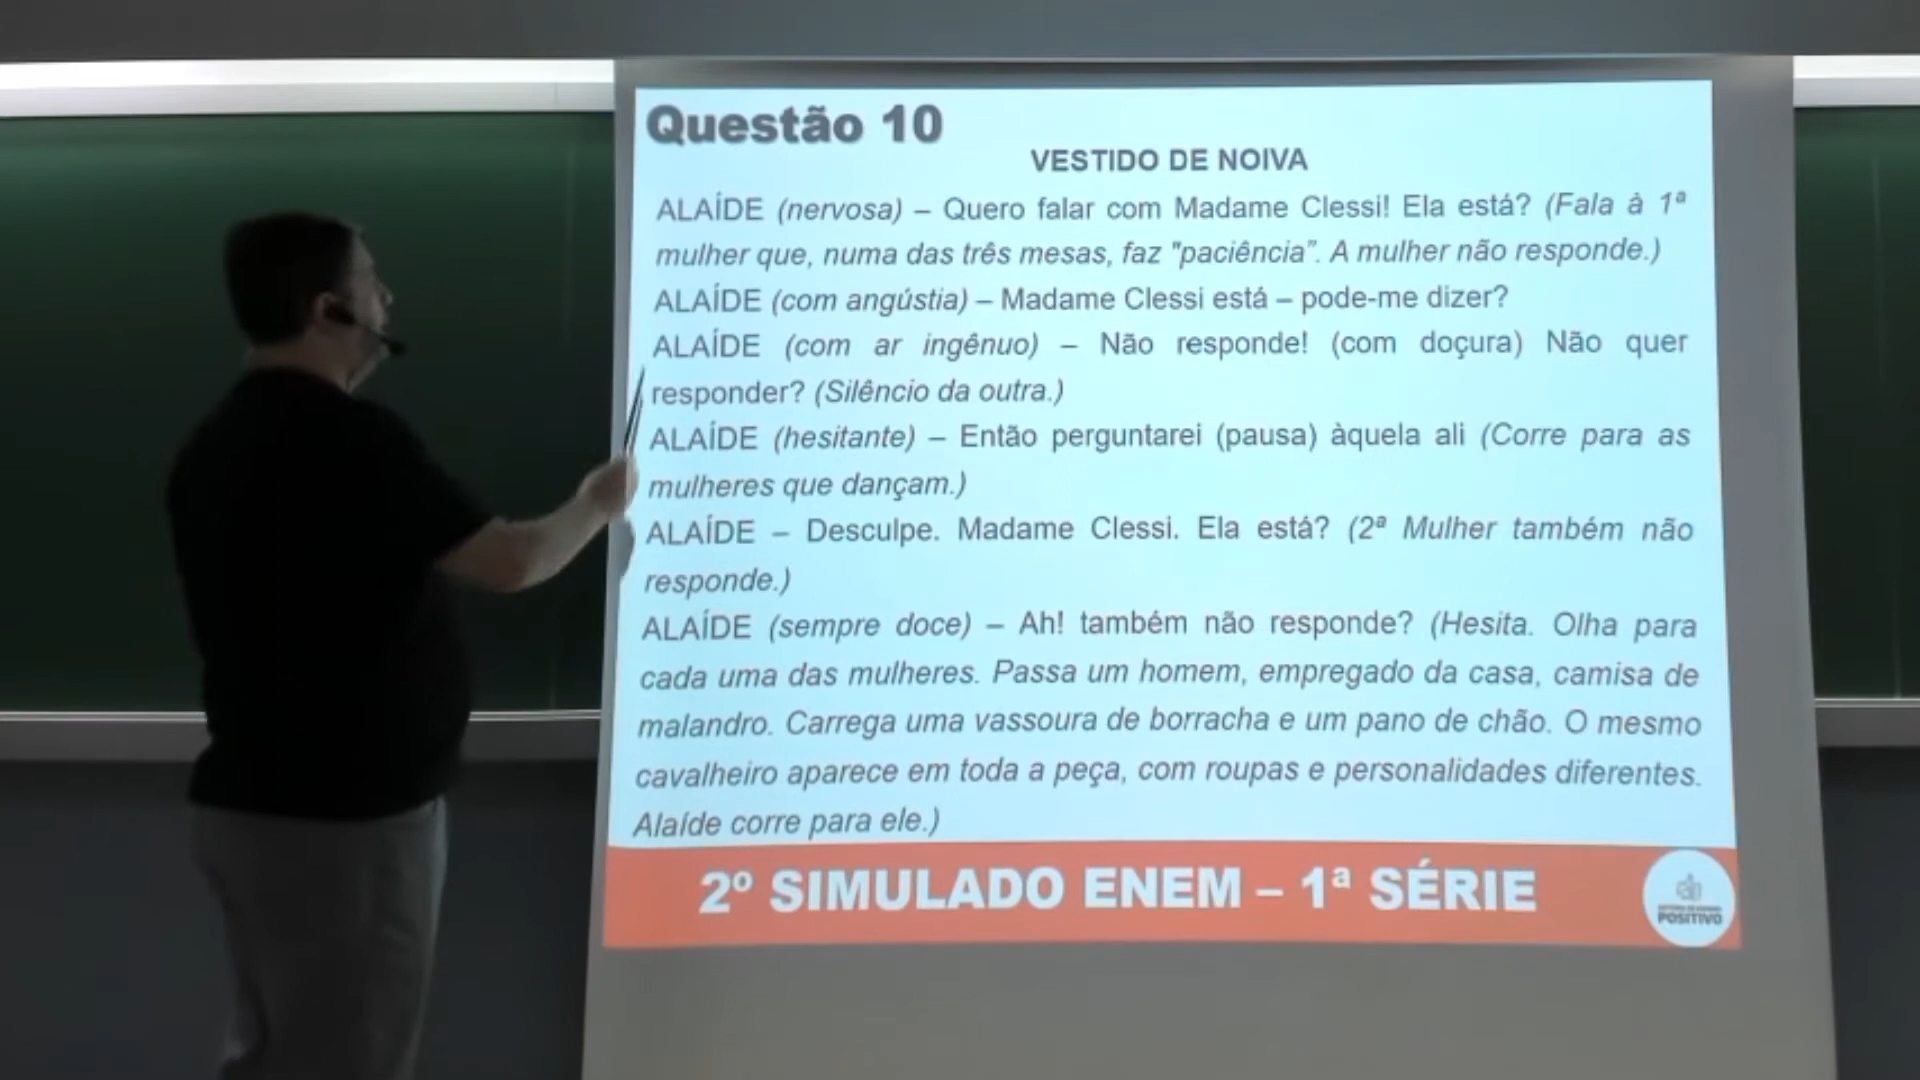 Questão 10
VESTIDO DE NOIVA
ALAÍDE (nervosa) – Quero falar com Madame Clessi! Ela está? (Fala à 1ª
mulher que, numa das três mesas, faz "paciência”. A mulher não responde.)
ALAÍDE (com angústia) – Madame Clessi está – pode-me dizer?
ALAÍDE (com ar ingênuo) – Não responde! (com doçura) Não quer
responder? (Silêncio da outra.)
ALAÍDE (hesitante) – Então perguntarei (pausa) àquela ali (Corre para as
mulheres que dançam.)
ALAÍDE – Desculpe. Madame Clessi. Ela está? (2ª Mulher também não
responde.)
ALAÍDE (sempre doce) – Ah! também não responde? (Hesita. Olha para
cada uma das mulheres. Passa um homem, empregado da casa, camisa de
malandro. Carrega uma vassoura de borracha e um pano de chão. O mesmo
cavalheiro aparece em toda a peça, com roupas e personalidades diferentes.
Alaíde corre para ele.)
2º SIMULADO ENEM – 1ª SÉRIE
POSITIVO